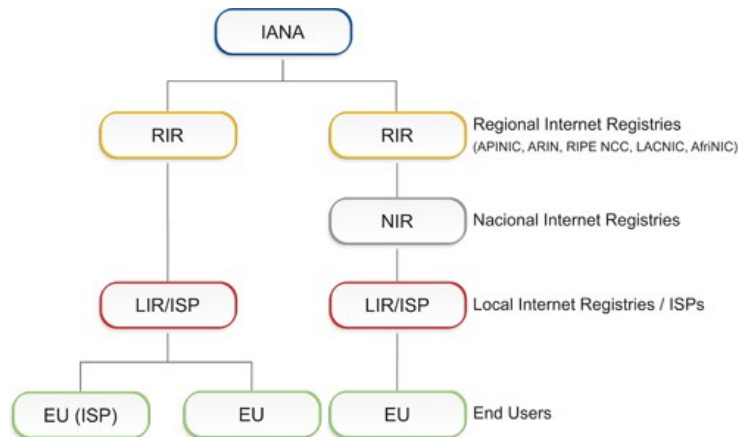 IANA
RIR
RIR
Regional Internet Registries
(APINIC, ARIN, RIPE NCC, LACNIC, AfriNIC)
NIR
Nacional Internet Registries
LIR/ISP
LIR/ISP
Local Internet Registries / ISPs
EU (ISP)
EU
EU
End Users